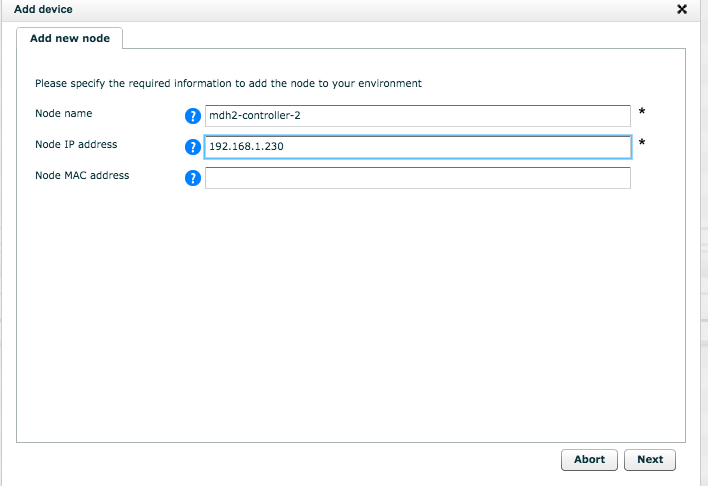 Add device
Add new node
Please specify the required information to add the node to your environment
Node name ? mdh2-controller-2 *
Node IP address ? 192.168.1.230 *
Node MAC address ?
Abort Next